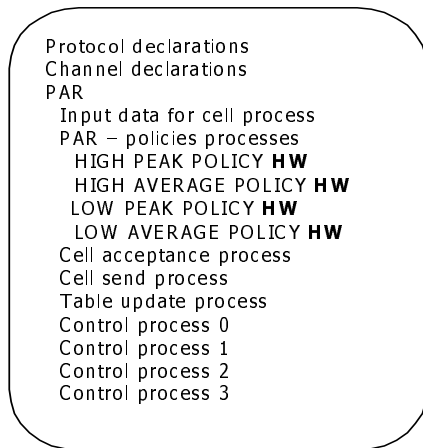 Protocol declarations
Channel declarations
PAR
Input data for cell process
PAR – policies processes
HIGH PEAK POLICY HW
HIGH AVERAGE POLICY HW
LOW PEAK POLICY HW
LOW AVERAGE POLICY HW
Cell acceptance process
Cell send process
Table update process
Control process 0
Control process 1
Control process 2
Control process 3